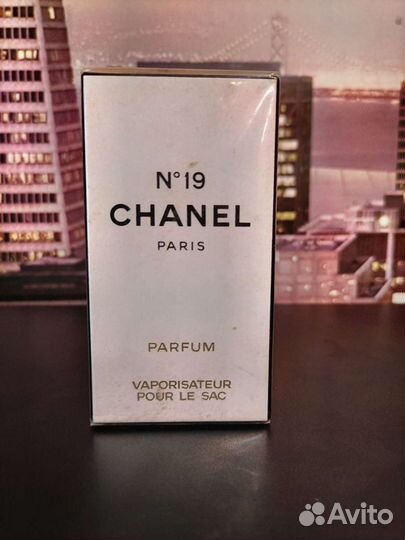 N°19
CHANEL
PARIS
PARFUM
VAPORISATEUR
POUR LE SAC
Avito